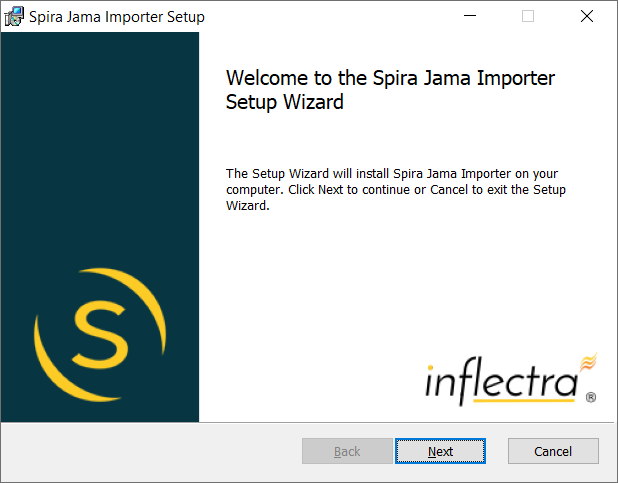 Spira Jama Importer Setup
Welcome to the Spira Jama Importer
Setup Wizard
The Setup Wizard will install Spira Jama Importer on your
computer. Click Next to continue or Cancel to exit the Setup
Wizard.
S
inflectra®
Back
Next
Cancel